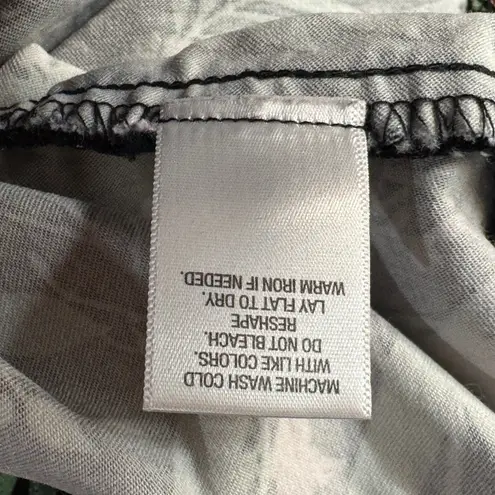 MACHINE WASH COLD
WITH LIKE COLORS.
DO NOT BLEACH.
RESHAPE
LAY FLAT TO DRY.
WARM IRON IF NEEDED.